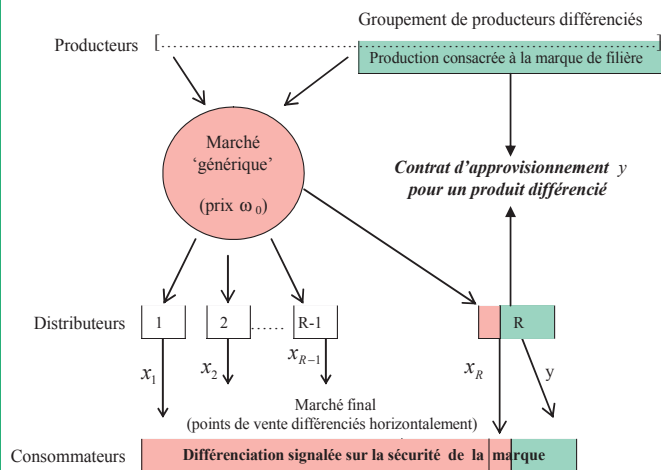 Groupement de producteurs différenciés
Producteurs [………………………………………………………………]
Production consacrée à la marque de filière
Marché
‘générique’
(prix ω₀)
Contrat d’approvisionnement y
pour un produit différencié
Distributeurs 1 2 …… R-1 R
x₁ x₂ x_{R−1} x_R y
Marché final
(points de vente différenciés horizontalement)
Consommateurs Différenciation signalée sur la sécurité de la marque